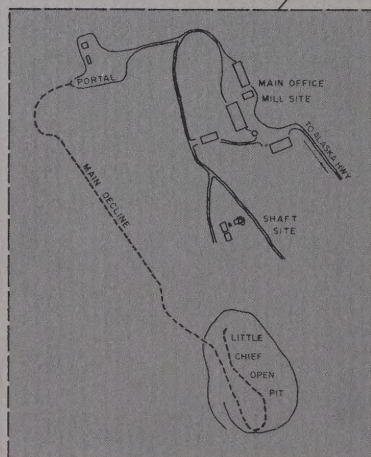 PORTAL
MAIN OFFICE
MILL SITE
TO ALASKA HWY
MAIN DECLINE
SHAFT
SITE
LITTLE
CHIEF
OPEN
PIT